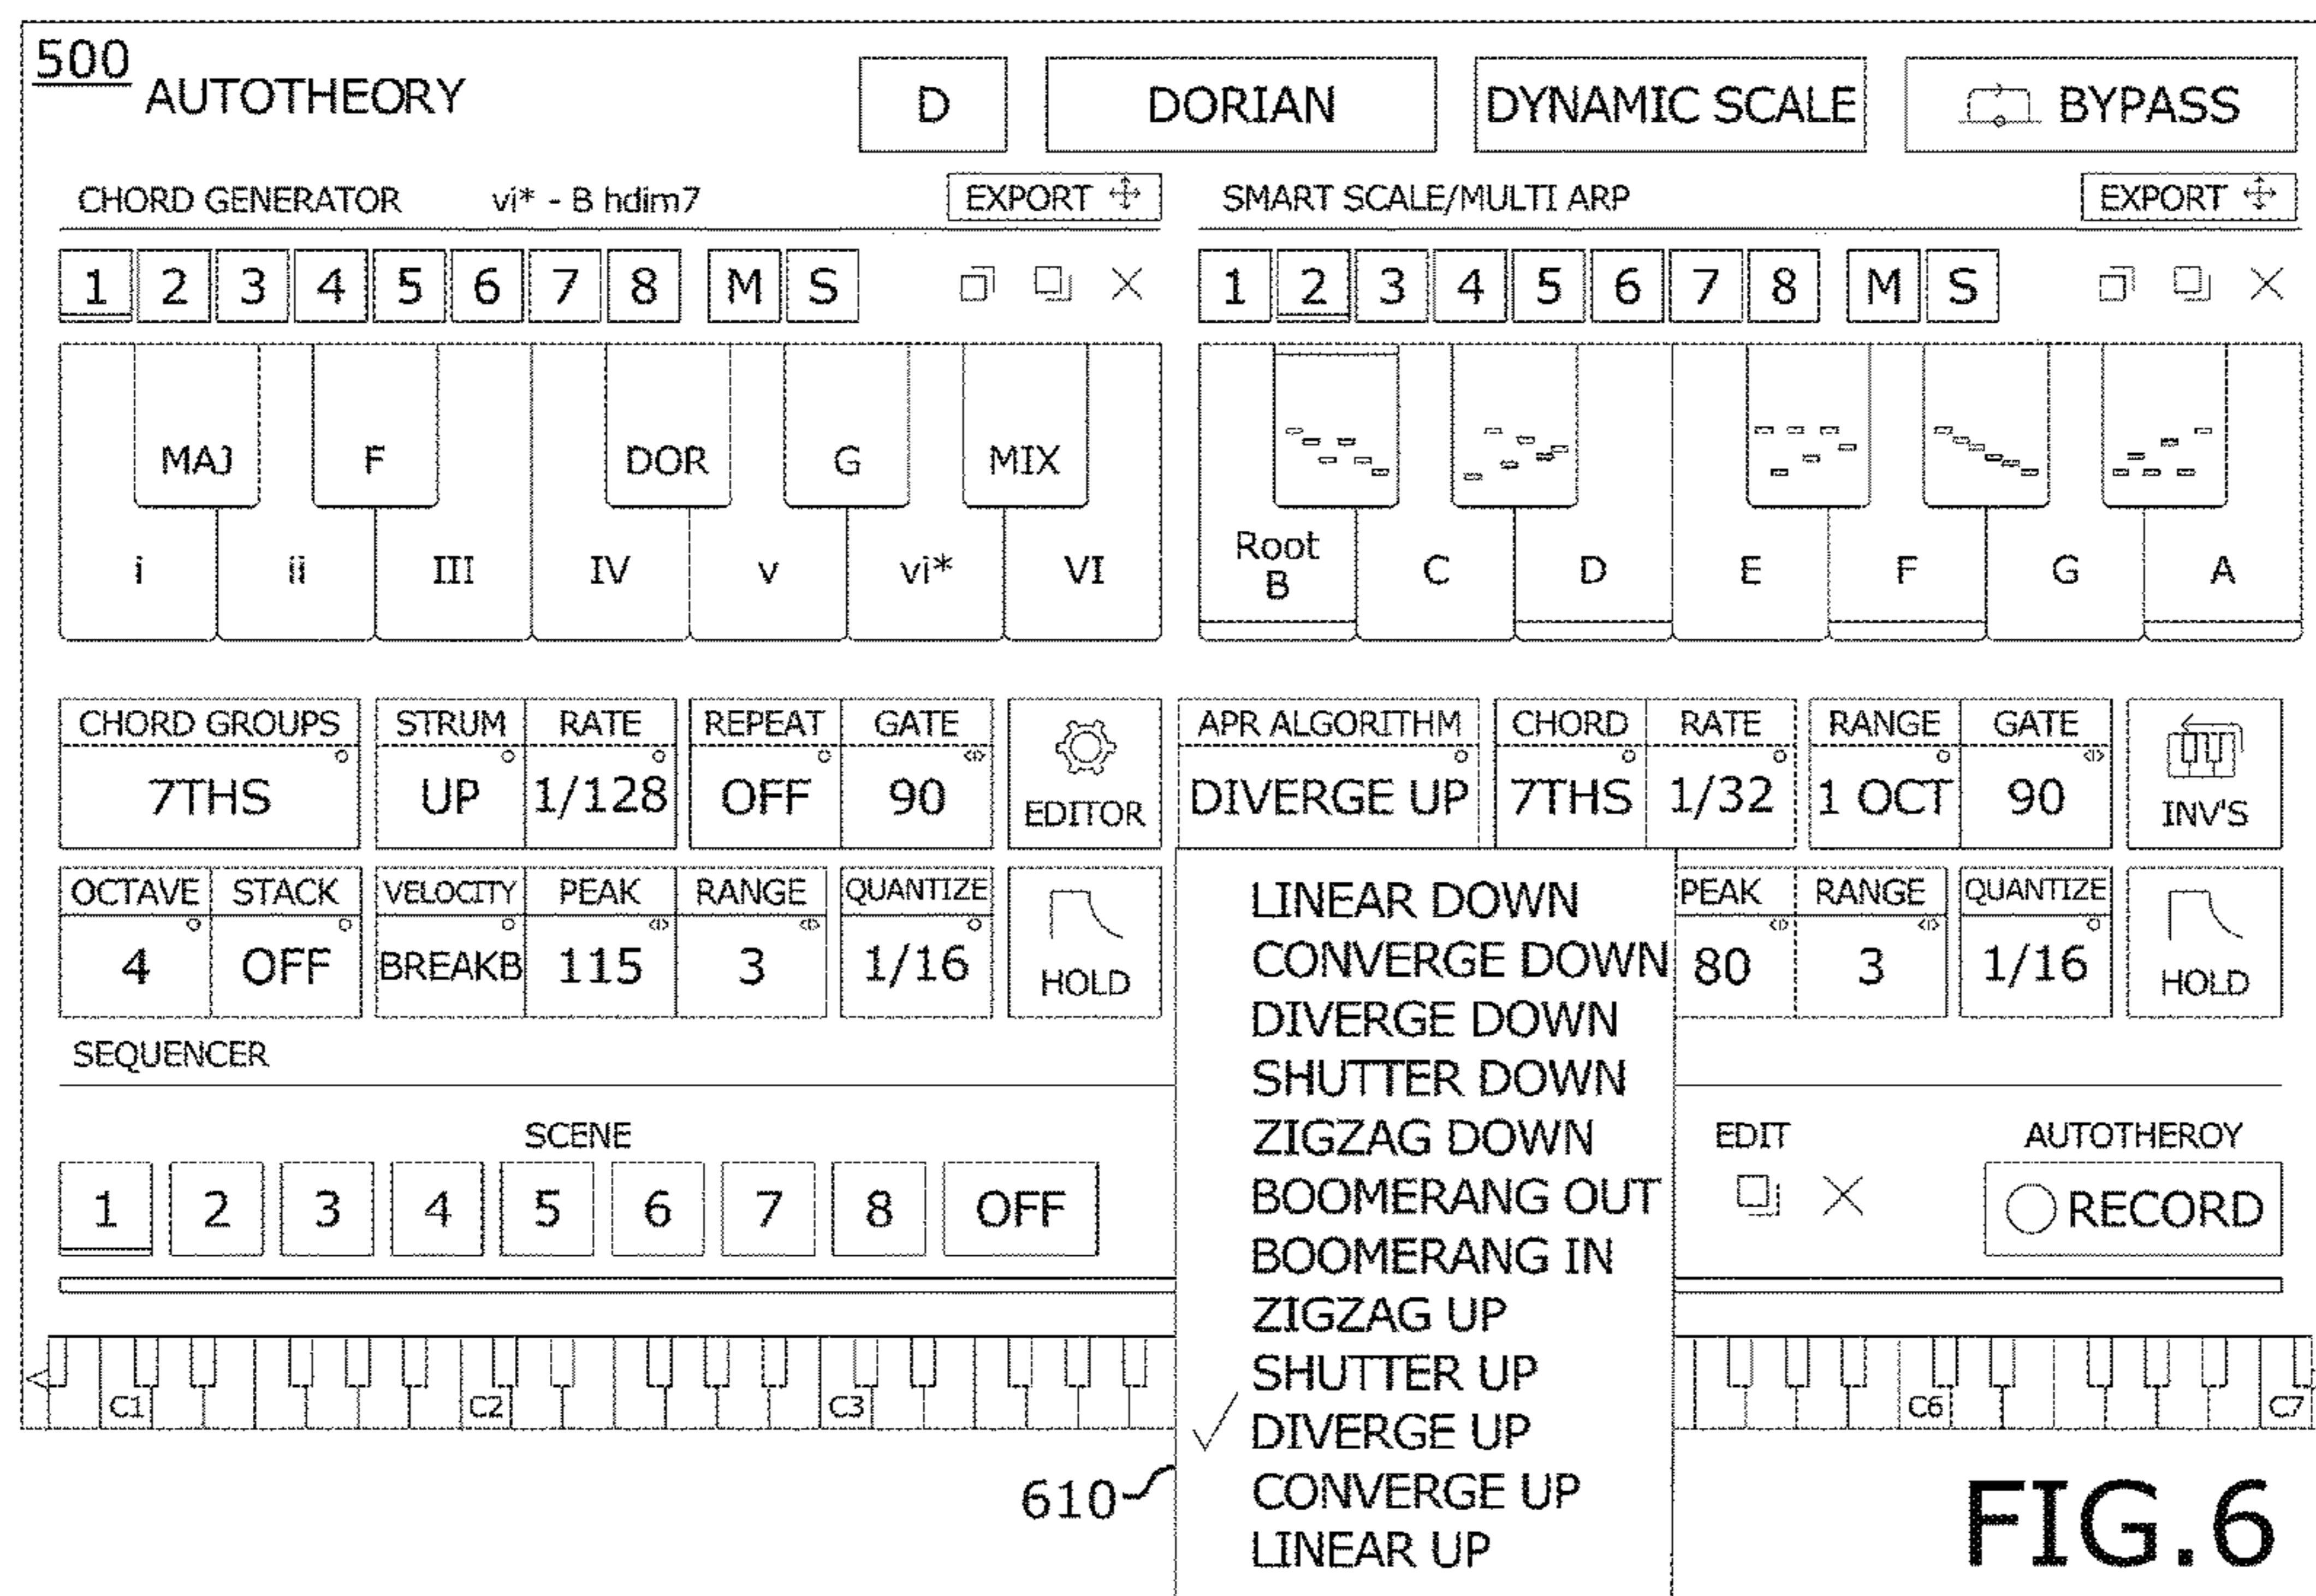 500
AUTOTHEORY
D
DORIAN
DYNAMIC SCALE
BYPASS
CHORD GENERATOR vi* - B hdim7
EXPORT
SMART SCALE/MULTI ARP
EXPORT
1 2 3 4 5 6 7 8 M S
1 2 3 4 5 6 7 8 M S
MAJ F DOR G MIX
i ii III IV v vi* VI
Root
B C D E F G A
CHORD GROUPS STRUM RATE REPEAT GATE
7THS UP 1/128 OFF 90
EDITOR
APR ALGORITHM CHORD RATE RANGE GATE
DIVERGE UP 7THS 1/32 1 OCT 90
INV'S
OCTAVE STACK VELOCITY PEAK RANGE QUANTIZE
4 OFF BREAKB 115 3 1/16
HOLD
PEAK RANGE QUANTIZE
80 3 1/16
HOLD
LINEAR DOWN
CONVERGE DOWN
DIVERGE DOWN
SHUTTER DOWN
ZIGZAG DOWN
BOOMERANG OUT
BOOMERANG IN
ZIGZAG UP
SHUTTER UP
DIVERGE UP
CONVERGE UP
LINEAR UP
SEQUENCER
SCENE
1 2 3 4 5 6 7 8 OFF
EDIT
AUTOTHEROY
RECORD
C1 C2 C3 C6 C7
610
FIG.6